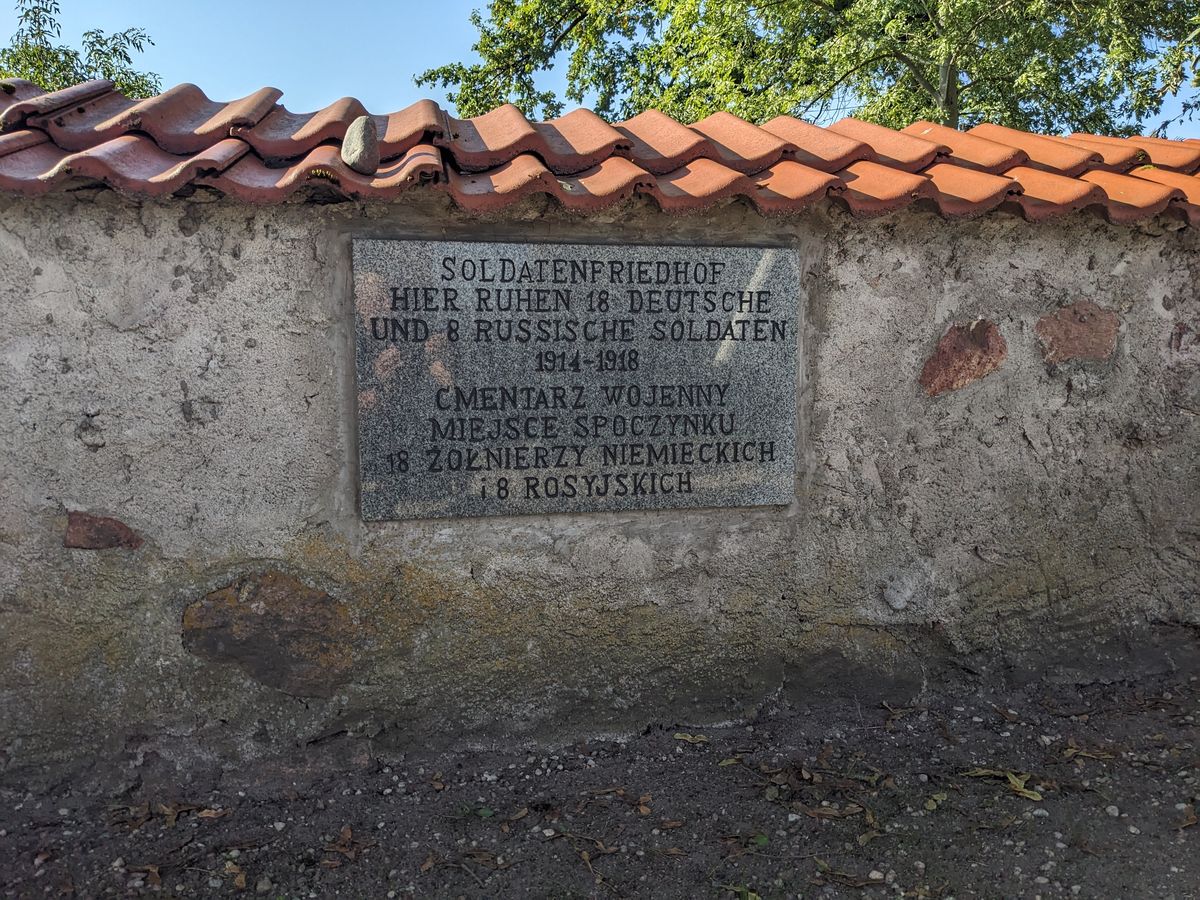 SOLDATENFRIEDHOF
HIER RUHEN 18 DEUTSCHE
UND 8 RUSSISCHE SOLDATEN
1914-1918
CMENTARZ WOJENNY
MIEJSCE SPOCZYNKU
18 ŻOŁNIERZY NIEMIECKICH
i 8 ROSYJSKICH